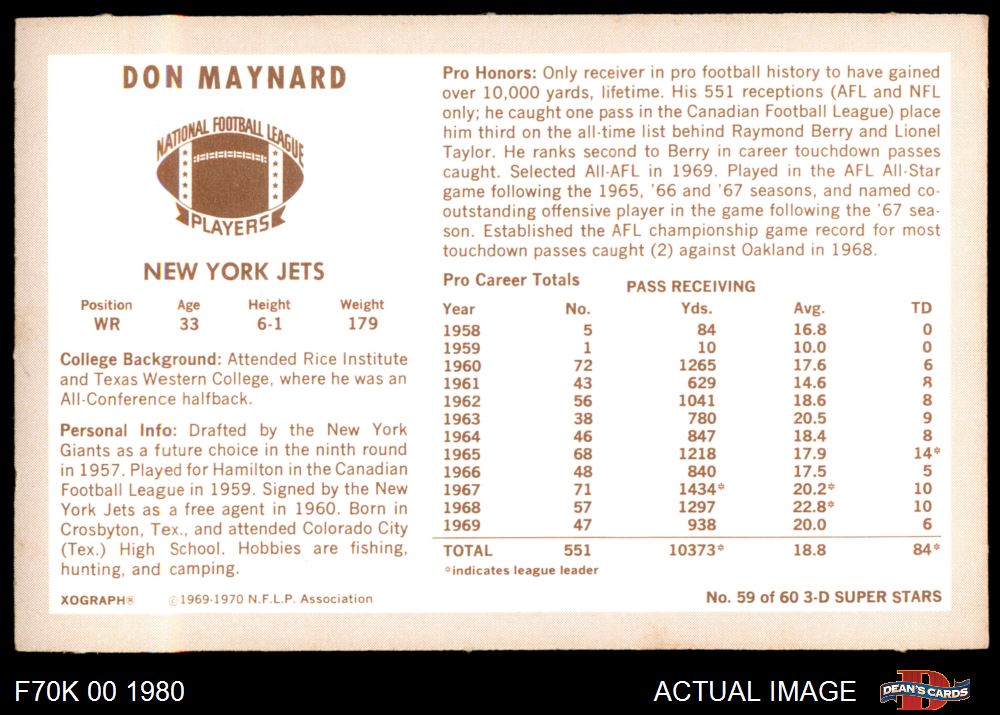 DON MAYNARD
NATIONAL FOOTBALL LEAGUE
PLAYERS
NEW YORK JETS
Position Age Height Weight
WR 33 6-1 179
College Background: Attended Rice Institute
and Texas Western College, where he was an
All-Conference halfback.
Personal Info: Drafted by the New York
Giants as a future choice in the ninth round
in 1957. Played for Hamilton in the Canadian
Football League in 1959. Signed by the New
York Jets as a free agent in 1960. Born in
Crosbyton, Tex., and attended Colorado City
(Tex.) High School. Hobbies are fishing,
hunting, and camping.
XOGRAPH® ©1969-1970 N.F.L.P. Association
Pro Honors: Only receiver in pro football history to have gained
over 10,000 yards, lifetime. His 551 receptions (AFL and NFL
only; he caught one pass in the Canadian Football League) place
him third on the all-time list behind Raymond Berry and Lionel
Taylor. He ranks second to Berry in career touchdown passes
caught. Selected All-AFL in 1969. Played in the AFL All-Star
game following the 1965, '66 and '67 seasons, and named co-
outstanding offensive player in the game following the '67 sea-
son. Established the AFL championship game record for most
touchdown passes caught (2) against Oakland in 1968.
Pro Career Totals PASS RECEIVING
Year No. Yds. Avg. TD
1958 5 84 16.8 0
1959 1 10 10.0 0
1960 72 1265 17.6 6
1961 43 629 14.6 8
1962 56 1041 18.6 8
1963 38 780 20.5 9
1964 46 847 18.4 8
1965 68 1218 17.9 14*
1966 48 840 17.5 5
1967 71 1434* 20.2* 10
1968 57 1297 22.8* 10
1969 47 938 20.0 6
TOTAL 551 10373* 18.8 84*
*indicates league leader
No. 59 of 60 3-D SUPER STARS
F70K 00 1980
ACTUAL IMAGE
D
DEAN'S CARDS